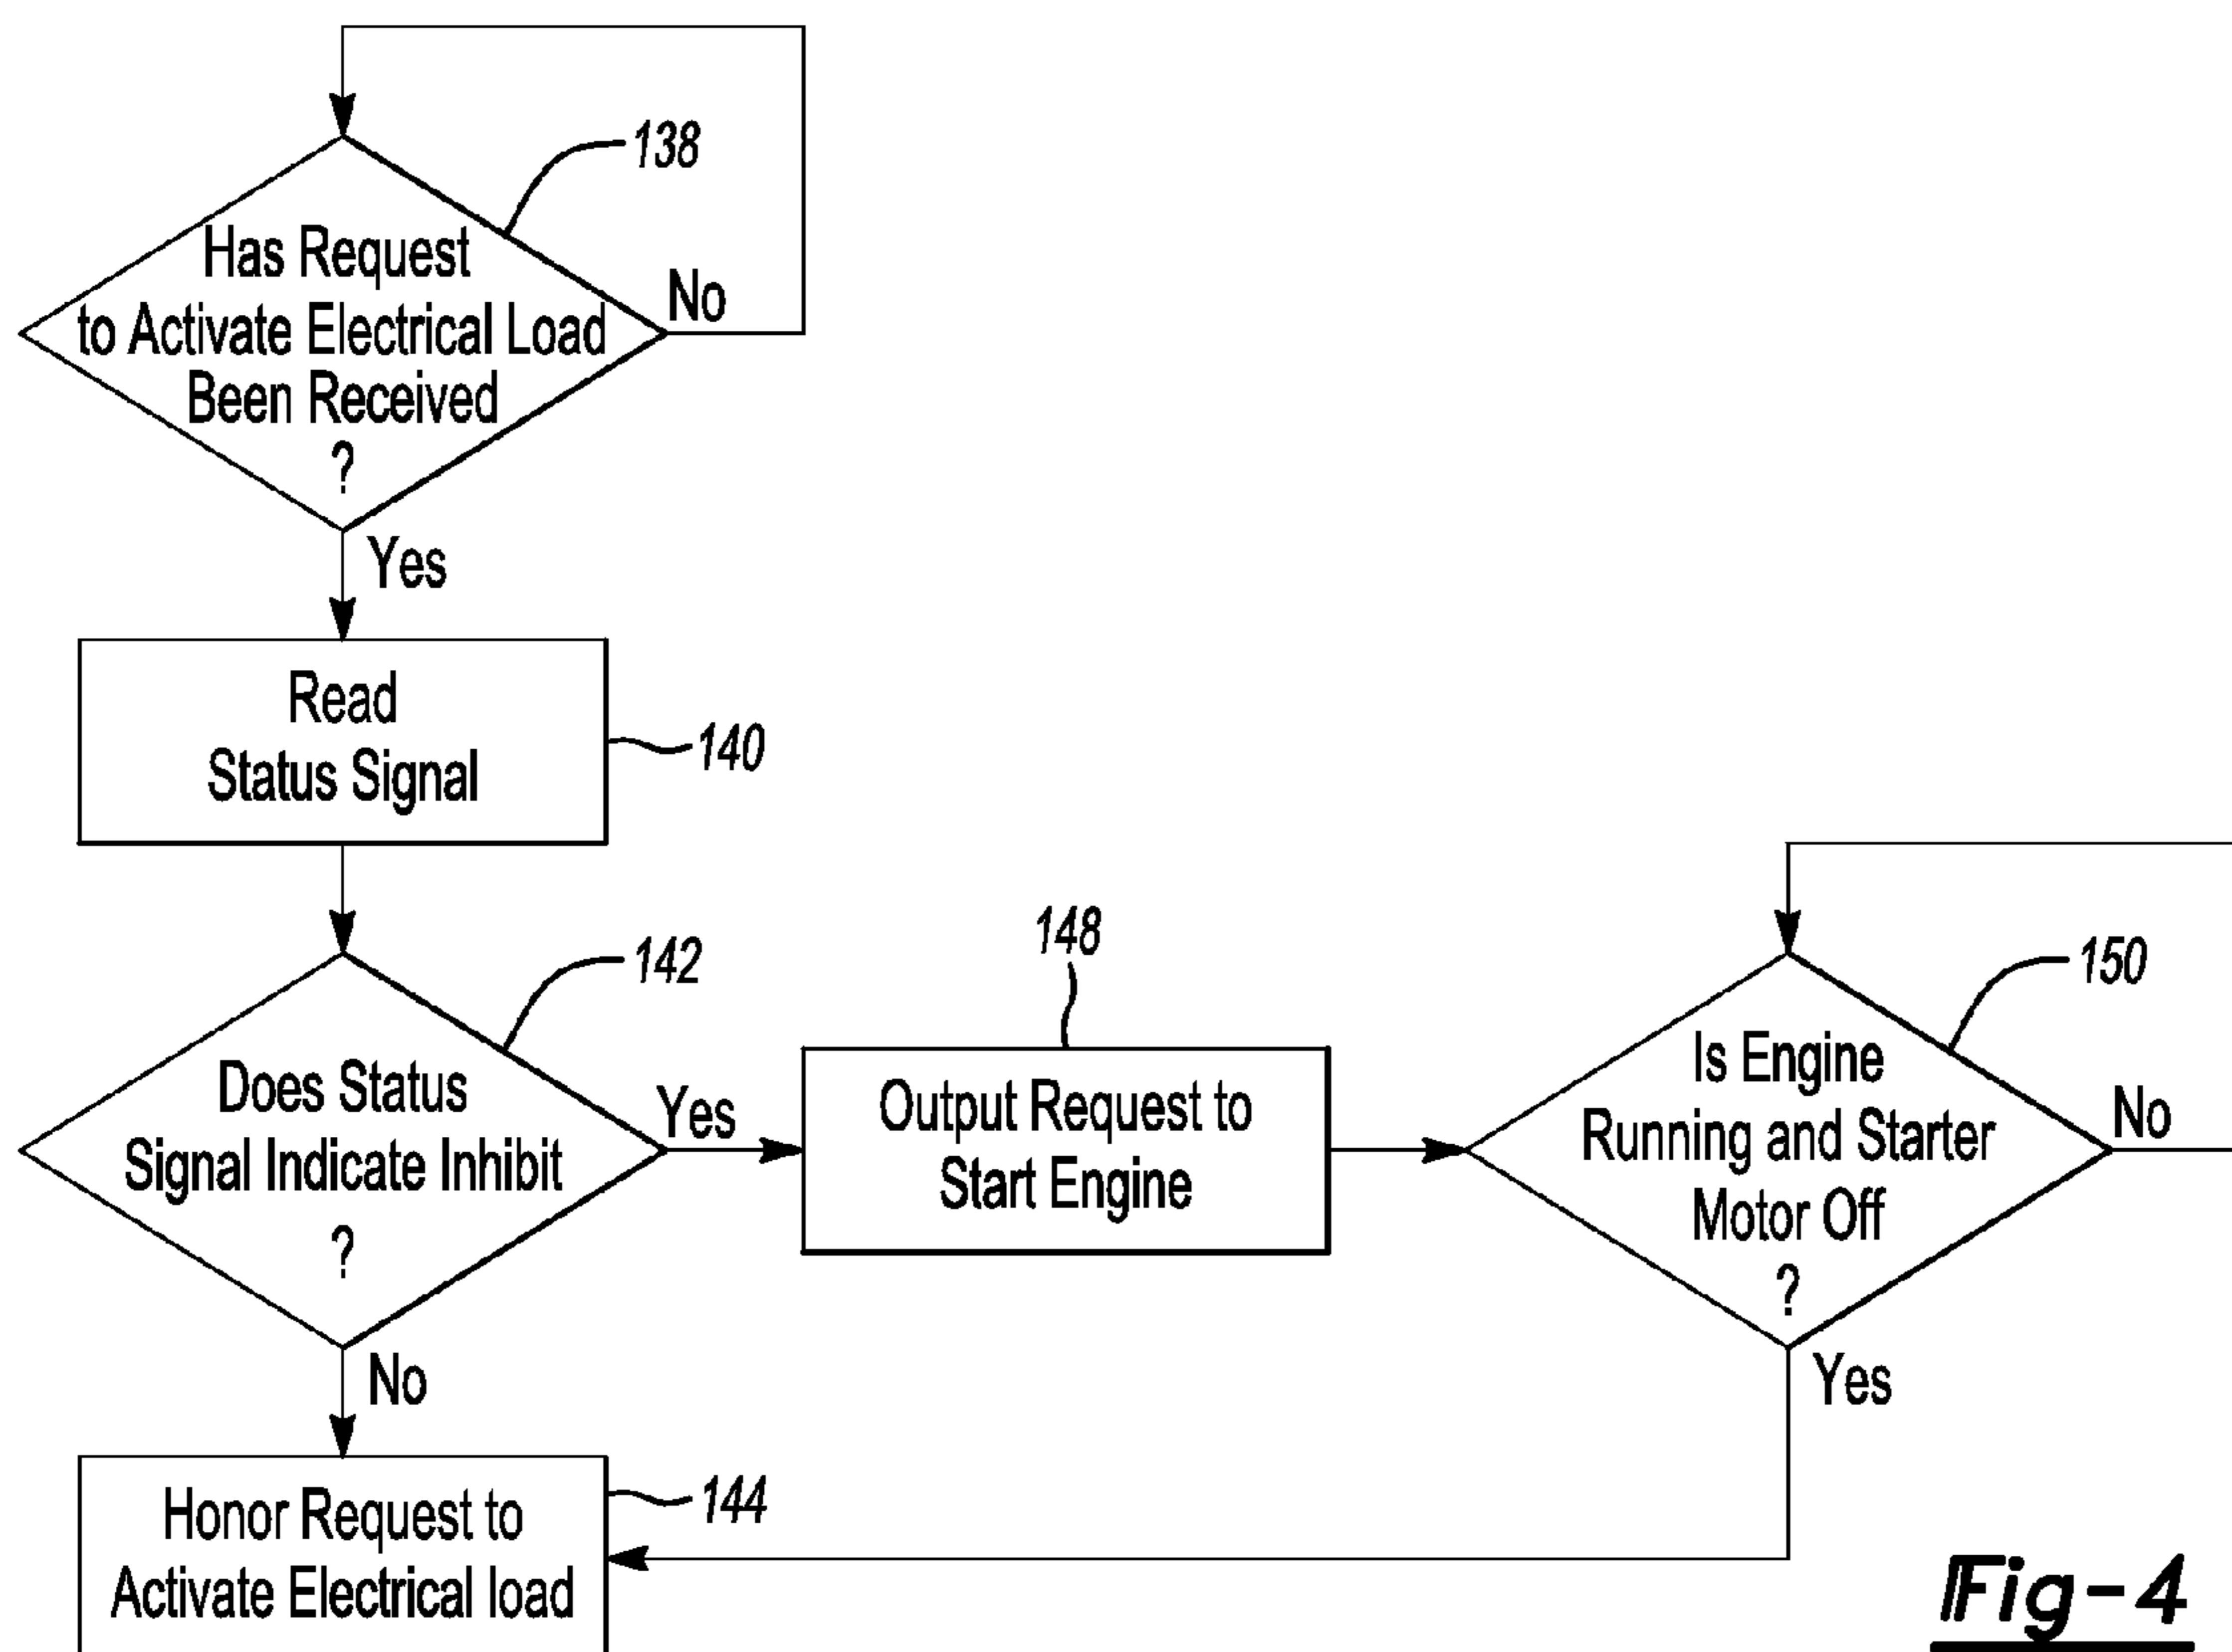 138
Has Request
to Activate Electrical Load
Been Received
?
No
Yes
Read
Status Signal
140
142
Does Status
Signal Indicate Inhibit
?
Yes
No
148
Output Request to
Start Engine
150
Is Engine
Running and Starter
Motor Off
?
No
Yes
Honor Request to
Activate Electrical load
144
Fig-4